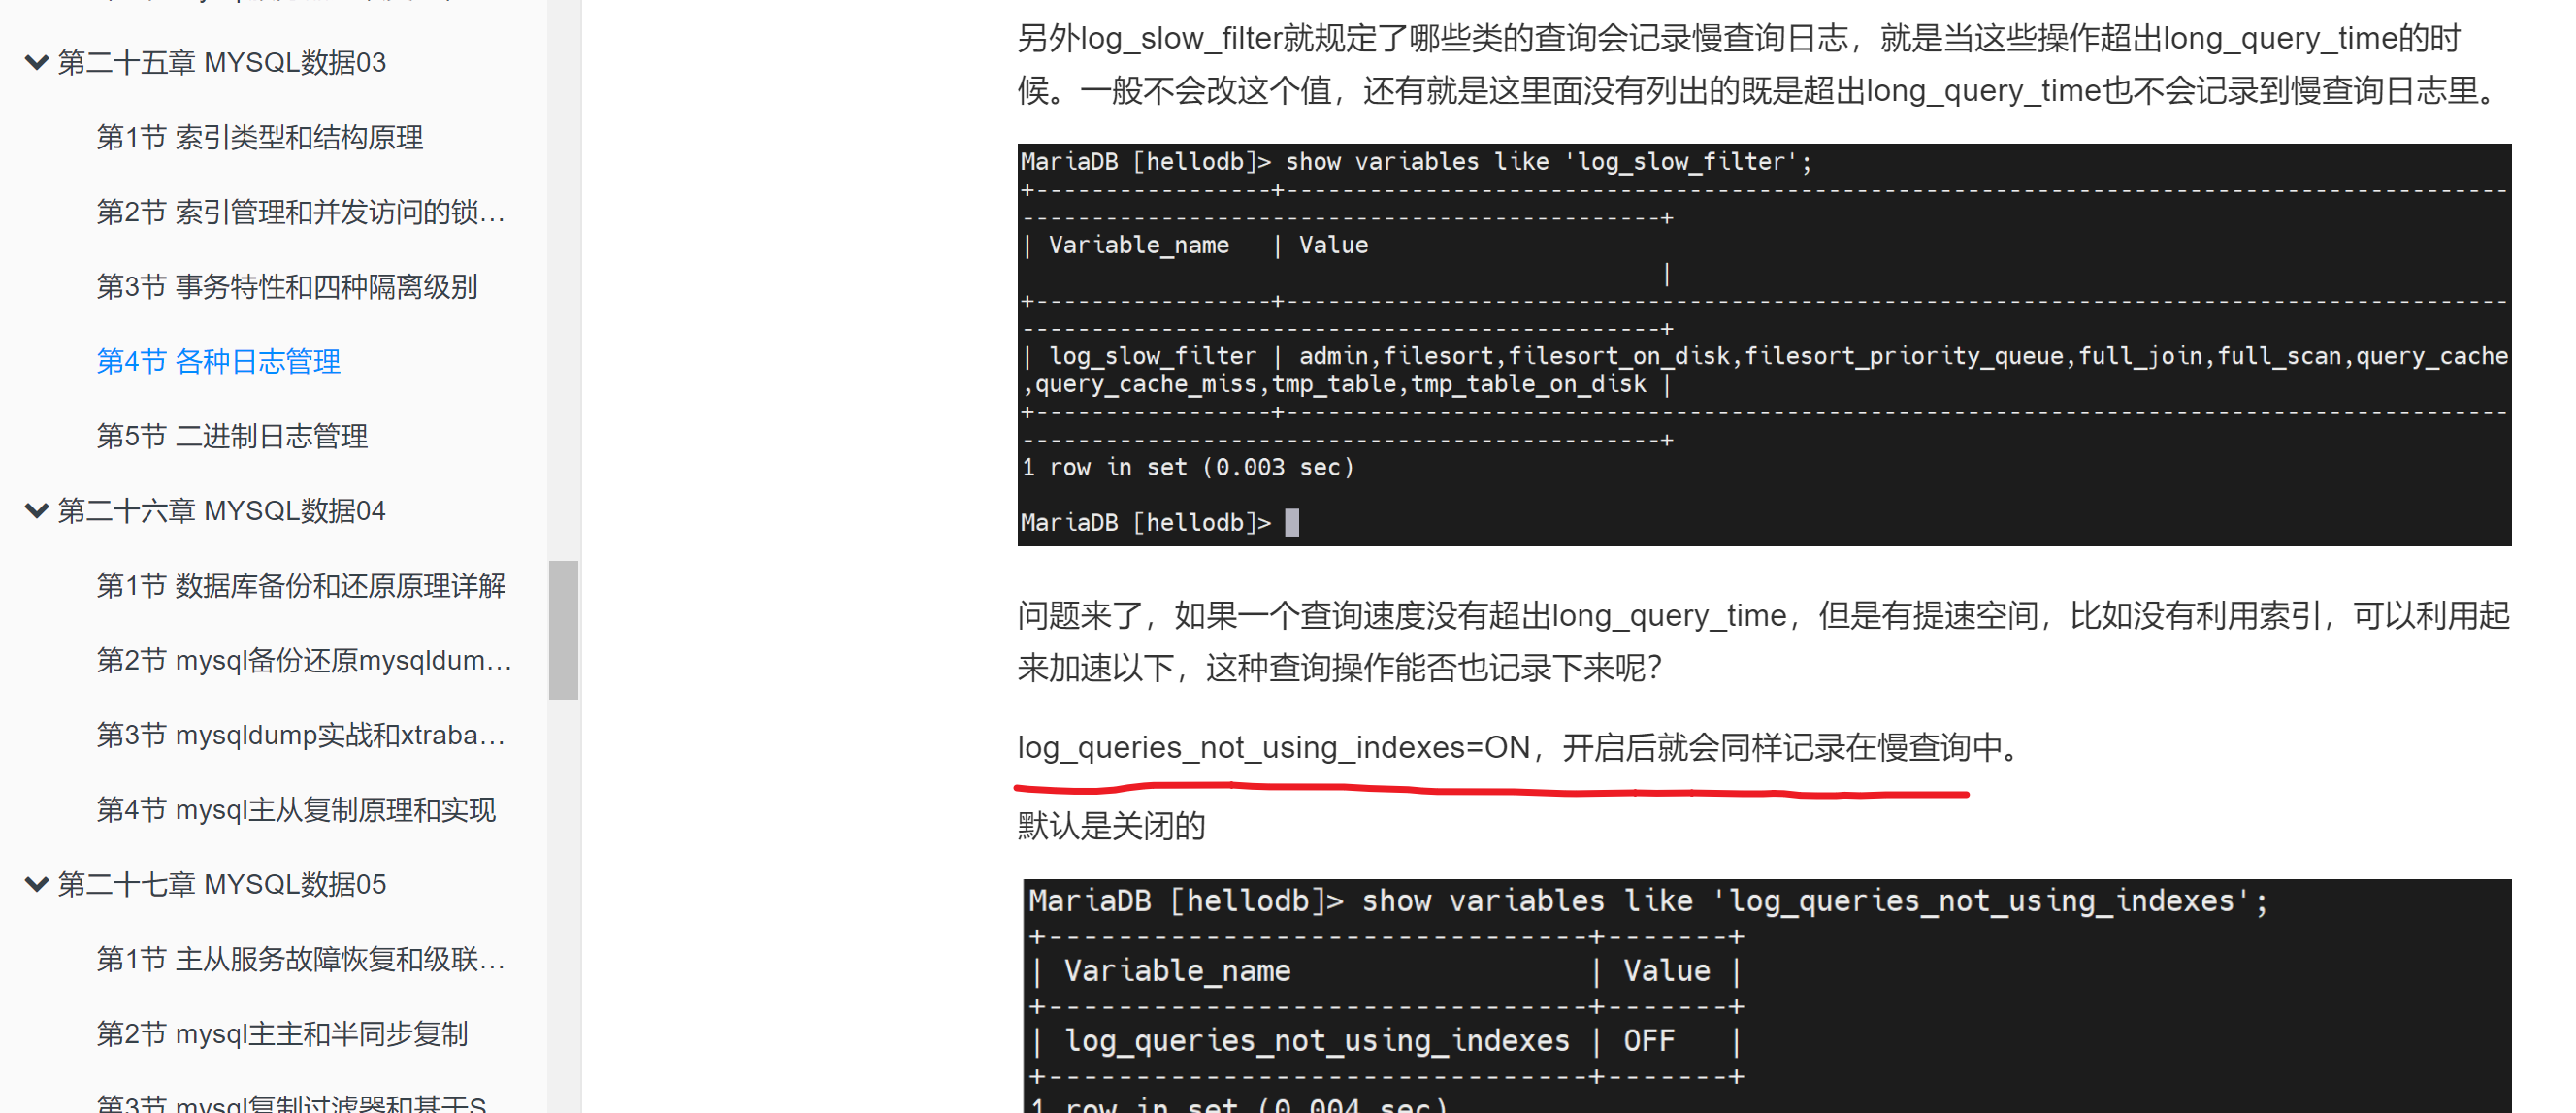 第二十五章 MYSQL数据03
第1节 索引类型和结构原理
第2节 索引管理和并发访问的锁…
第3节 事务特性和四种隔离级别
第4节 各种日志管理
第5节 二进制日志管理
第二十六章 MYSQL数据04
第1节 数据库备份和还原原理详解
第2节 mysql备份还原mysqldum…
第3节 mysqldump实战和xtraba…
第4节 mysql主从复制原理和实现
第二十七章 MYSQL数据05
第1节 主从服务故障恢复和级联…
第2节 mysql主主和半同步复制
第3节 mysql复制过滤器和基于S
另外log_slow_filter就规定了哪些类的查询会记录慢查询日志，就是当这些操作超出long_query_time的时
候。一般不会改这个值，还有就是这里面没有列出的既是超出long_query_time也不会记录到慢查询日志里。
MariaDB [hellodb]> show variables like 'log_slow_filter';
| Variable_name | Value
|
| log_slow_filter | admin,filesort,filesort_on_disk,filesort_priority_queue,full_join,full_scan,query_cache
,query_cache_miss,tmp_table,tmp_table_on_disk |
1 row in set (0.003 sec)
MariaDB [hellodb]>
问题来了，如果一个查询速度没有超出long_query_time，但是有提速空间，比如没有利用索引，可以利用起
来加速以下，这种查询操作能否也记录下来呢？
log_queries_not_using_indexes=ON，开启后就会同样记录在慢查询中。
默认是关闭的
MariaDB [hellodb]> show variables like 'log_queries_not_using_indexes';
| Variable_name | Value |
| log_queries_not_using_indexes | OFF |
1 row in set (0.004 sec)